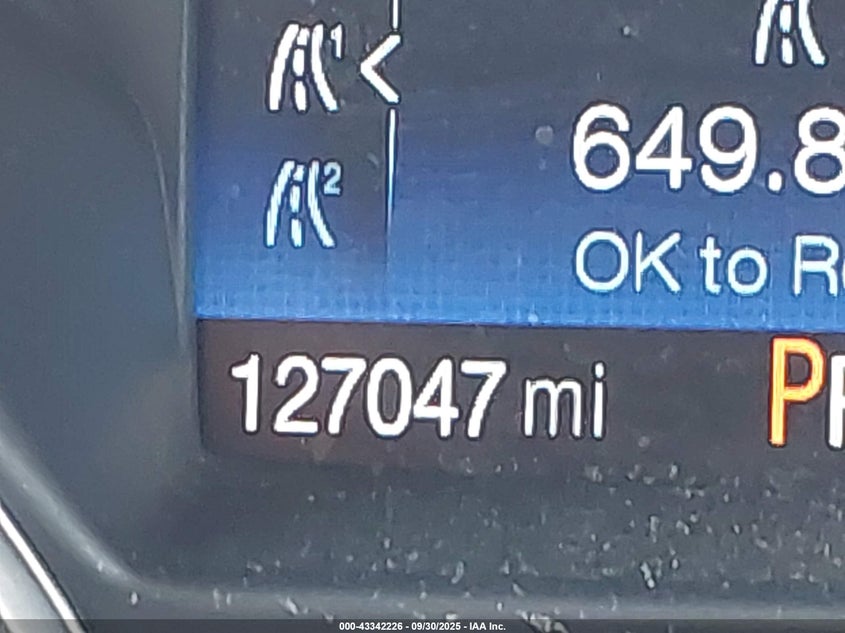 1
649.8
2
OK to R
127047 mi
P
000-43342226 - 09/30/2025 - IAA Inc.